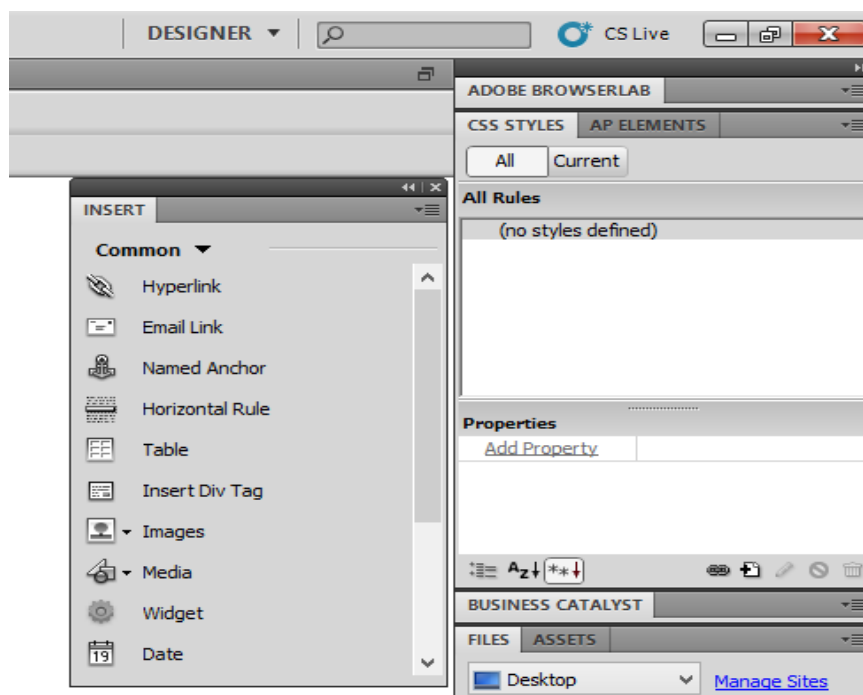 DESIGNER
CS Live
ADOBE BROWSERLAB
CSS STYLES AP ELEMENTS
All Current
All Rules
(no styles defined)
Properties
Add Property
BUSINESS CATALYST
FILES ASSETS
Desktop Manage Sites
INSERT
Common
Hyperlink
Email Link
Named Anchor
Horizontal Rule
Table
Insert Div Tag
Images
Media
Widget
19 Date